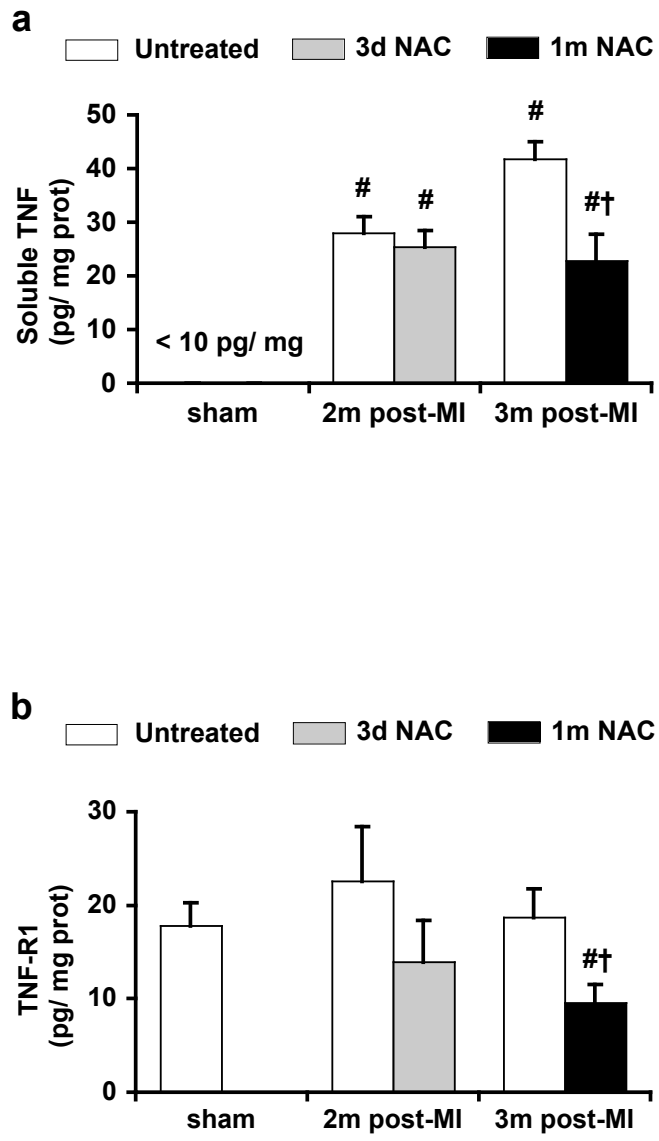 a
Untreated 3d NAC 1m NAC
Soluble TNF
(pg/ mg prot)
50
40
30
20
10
0
# # # #†
< 10 pg/ mg
sham 2m post-MI 3m post-MI
b
Untreated 3d NAC 1m NAC
TNF-R1
(pg/ mg prot)
30
20
10
0
#†
sham 2m post-MI 3m post-MI